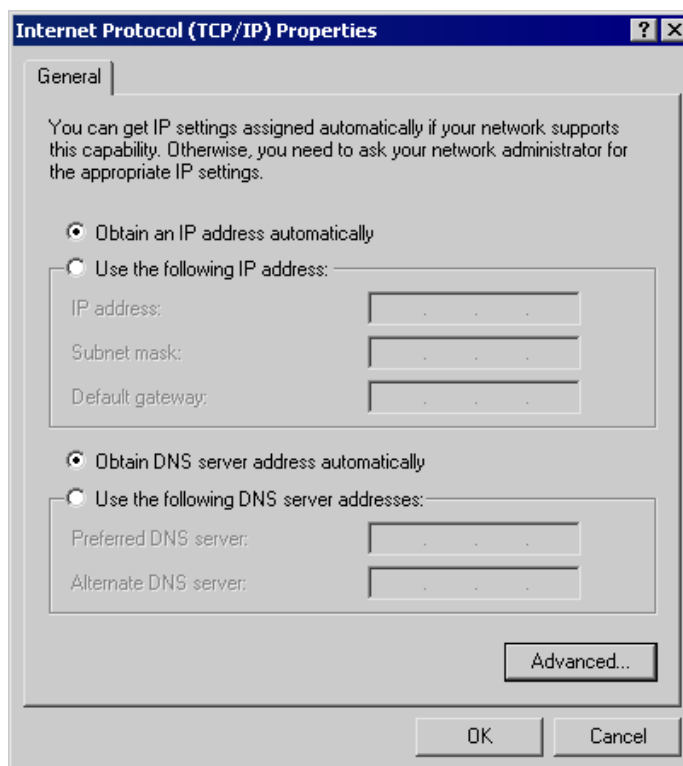 Internet Protocol (TCP/IP) Properties
General
You can get IP settings assigned automatically if your network supports
this capability. Otherwise, you need to ask your network administrator for
the appropriate IP settings.
Obtain an IP address automatically
Use the following IP address:
IP address:
Subnet mask:
Default gateway:
Obtain DNS server address automatically
Use the following DNS server addresses:
Preferred DNS server:
Alternate DNS server:
Advanced...
OK Cancel